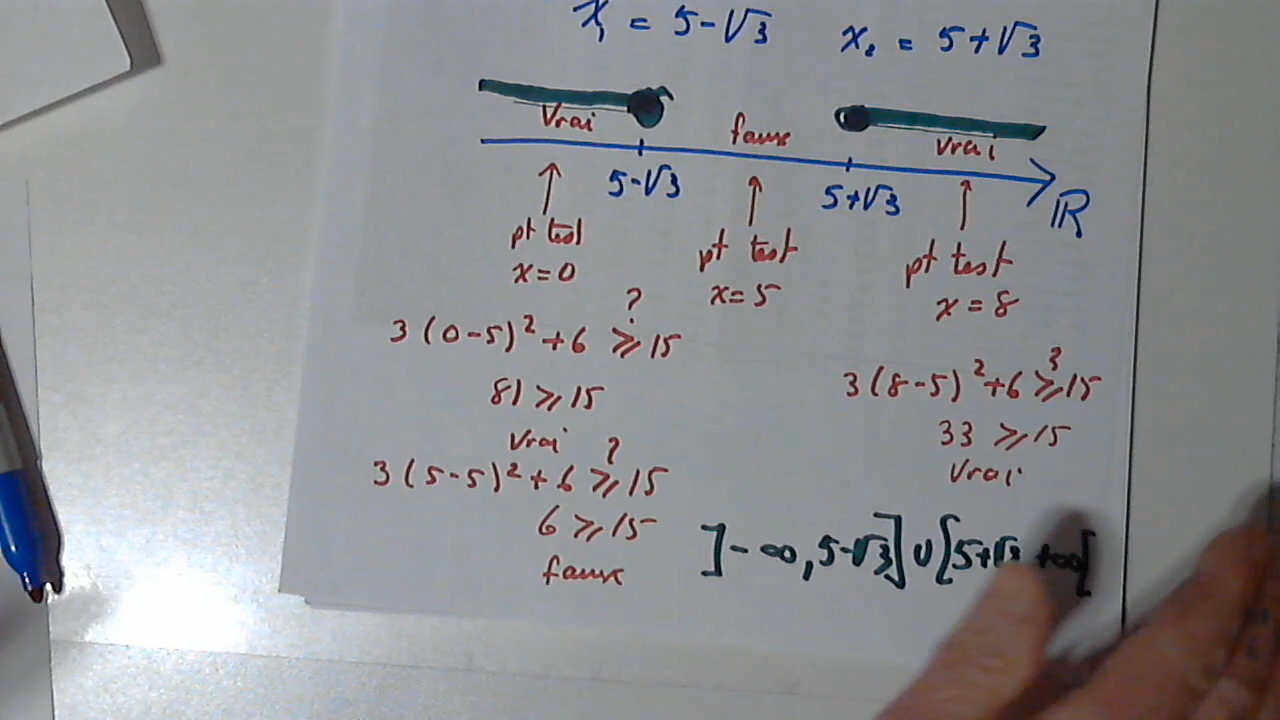 x₁ = 5-√3 x₂ = 5+√3
Vrai faux vrai
5-√3 5+√3 ℝ
pt test pt test pt test
x=0 x=5 x=8
3(0-5)²+6 ≥ 15 ?
81 ≥ 15
Vrai
3(5-5)²+6 ≥ 15 ?
6 ≥ 15
faux
3(8-5)²+6 ≥ 15 ?
33 ≥ 15
Vrai
]-∞, 5-√3] ∪ [5+√3 +∞[